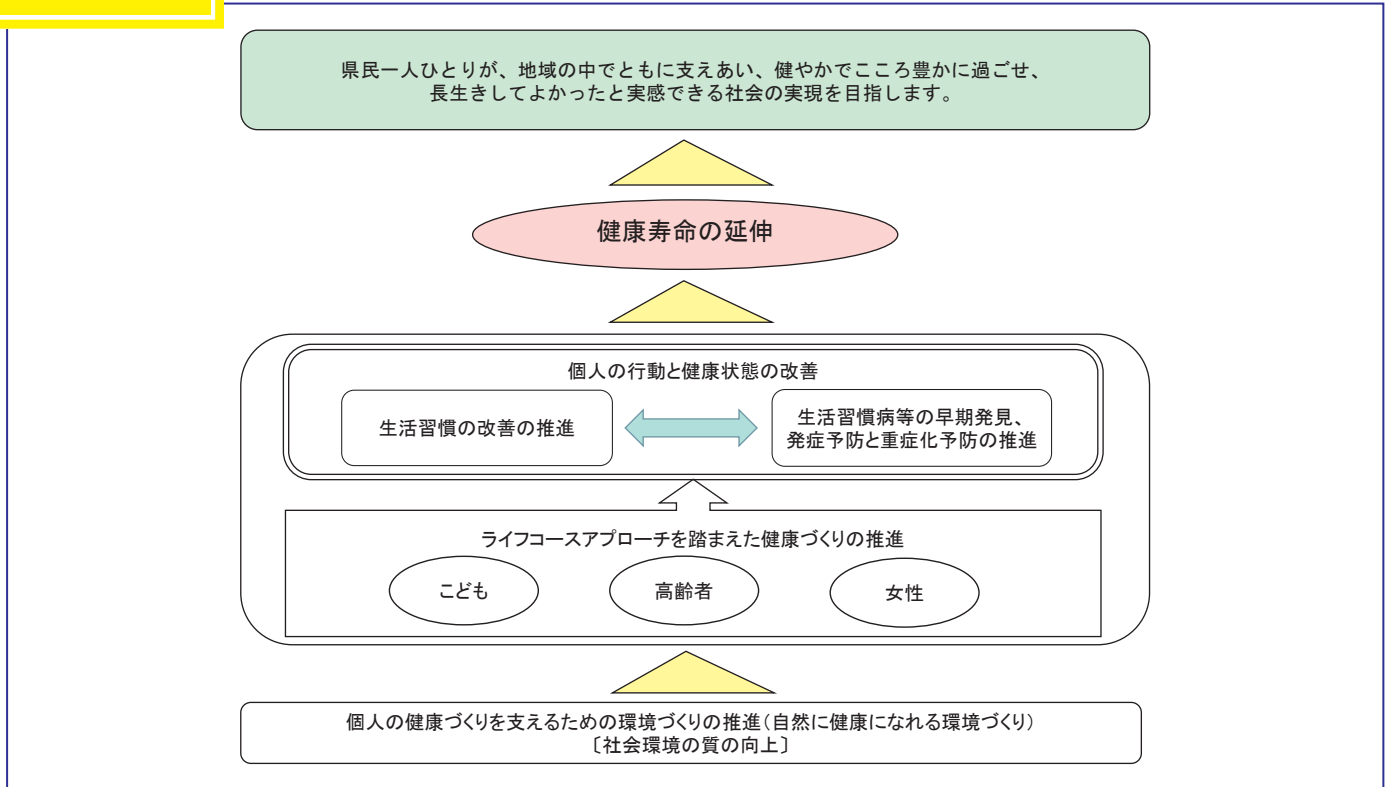 県民一人ひとりが、地域の中でともに支えあい、健やかでこころ豊かに過ごせ、
長生きしてよかったと実感できる社会の実現を目指します。
健康寿命の延伸
個人の行動と健康状態の改善
生活習慣の改善の推進
生活習慣病等の早期発見、
発症予防と重症化予防の推進
ライフコースアプローチを踏まえた健康づくりの推進
こども
高齢者
女性
個人の健康づくりを支えるための環境づくりの推進(自然に健康になれる環境づくり)
〔社会環境の質の向上〕